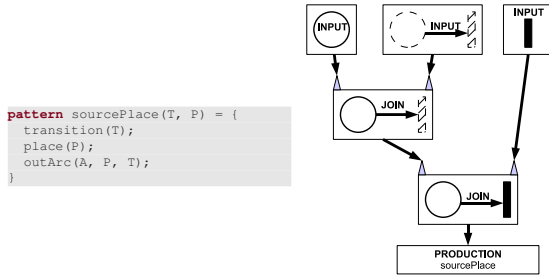 pattern sourcePlace(T, P) = {
transition(T);
place(P);
outArc(A, P, T);
}
INPUT
INPUT
INPUT
JOIN
JOIN
PRODUCTION
sourcePlace